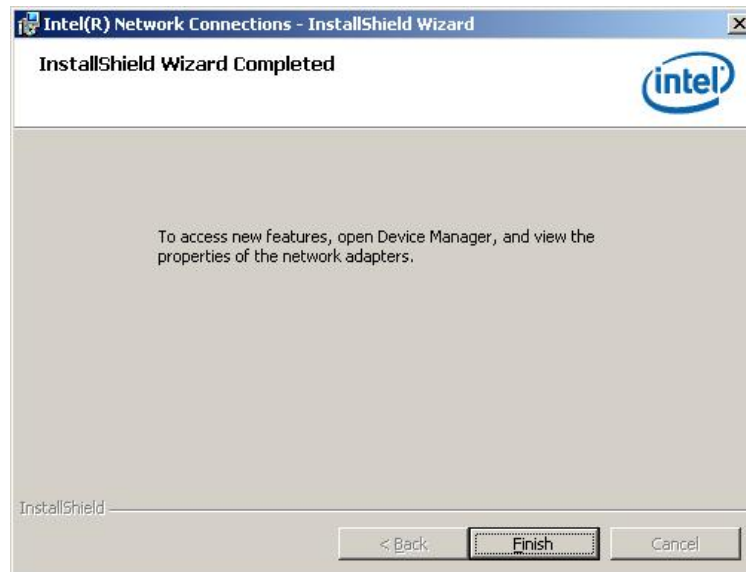 Intel(R) Network Connections - InstallShield Wizard
InstallShield Wizard Completed
intel
To access new features, open Device Manager, and view the
properties of the network adapters.
InstallShield
< Back
Finish
Cancel